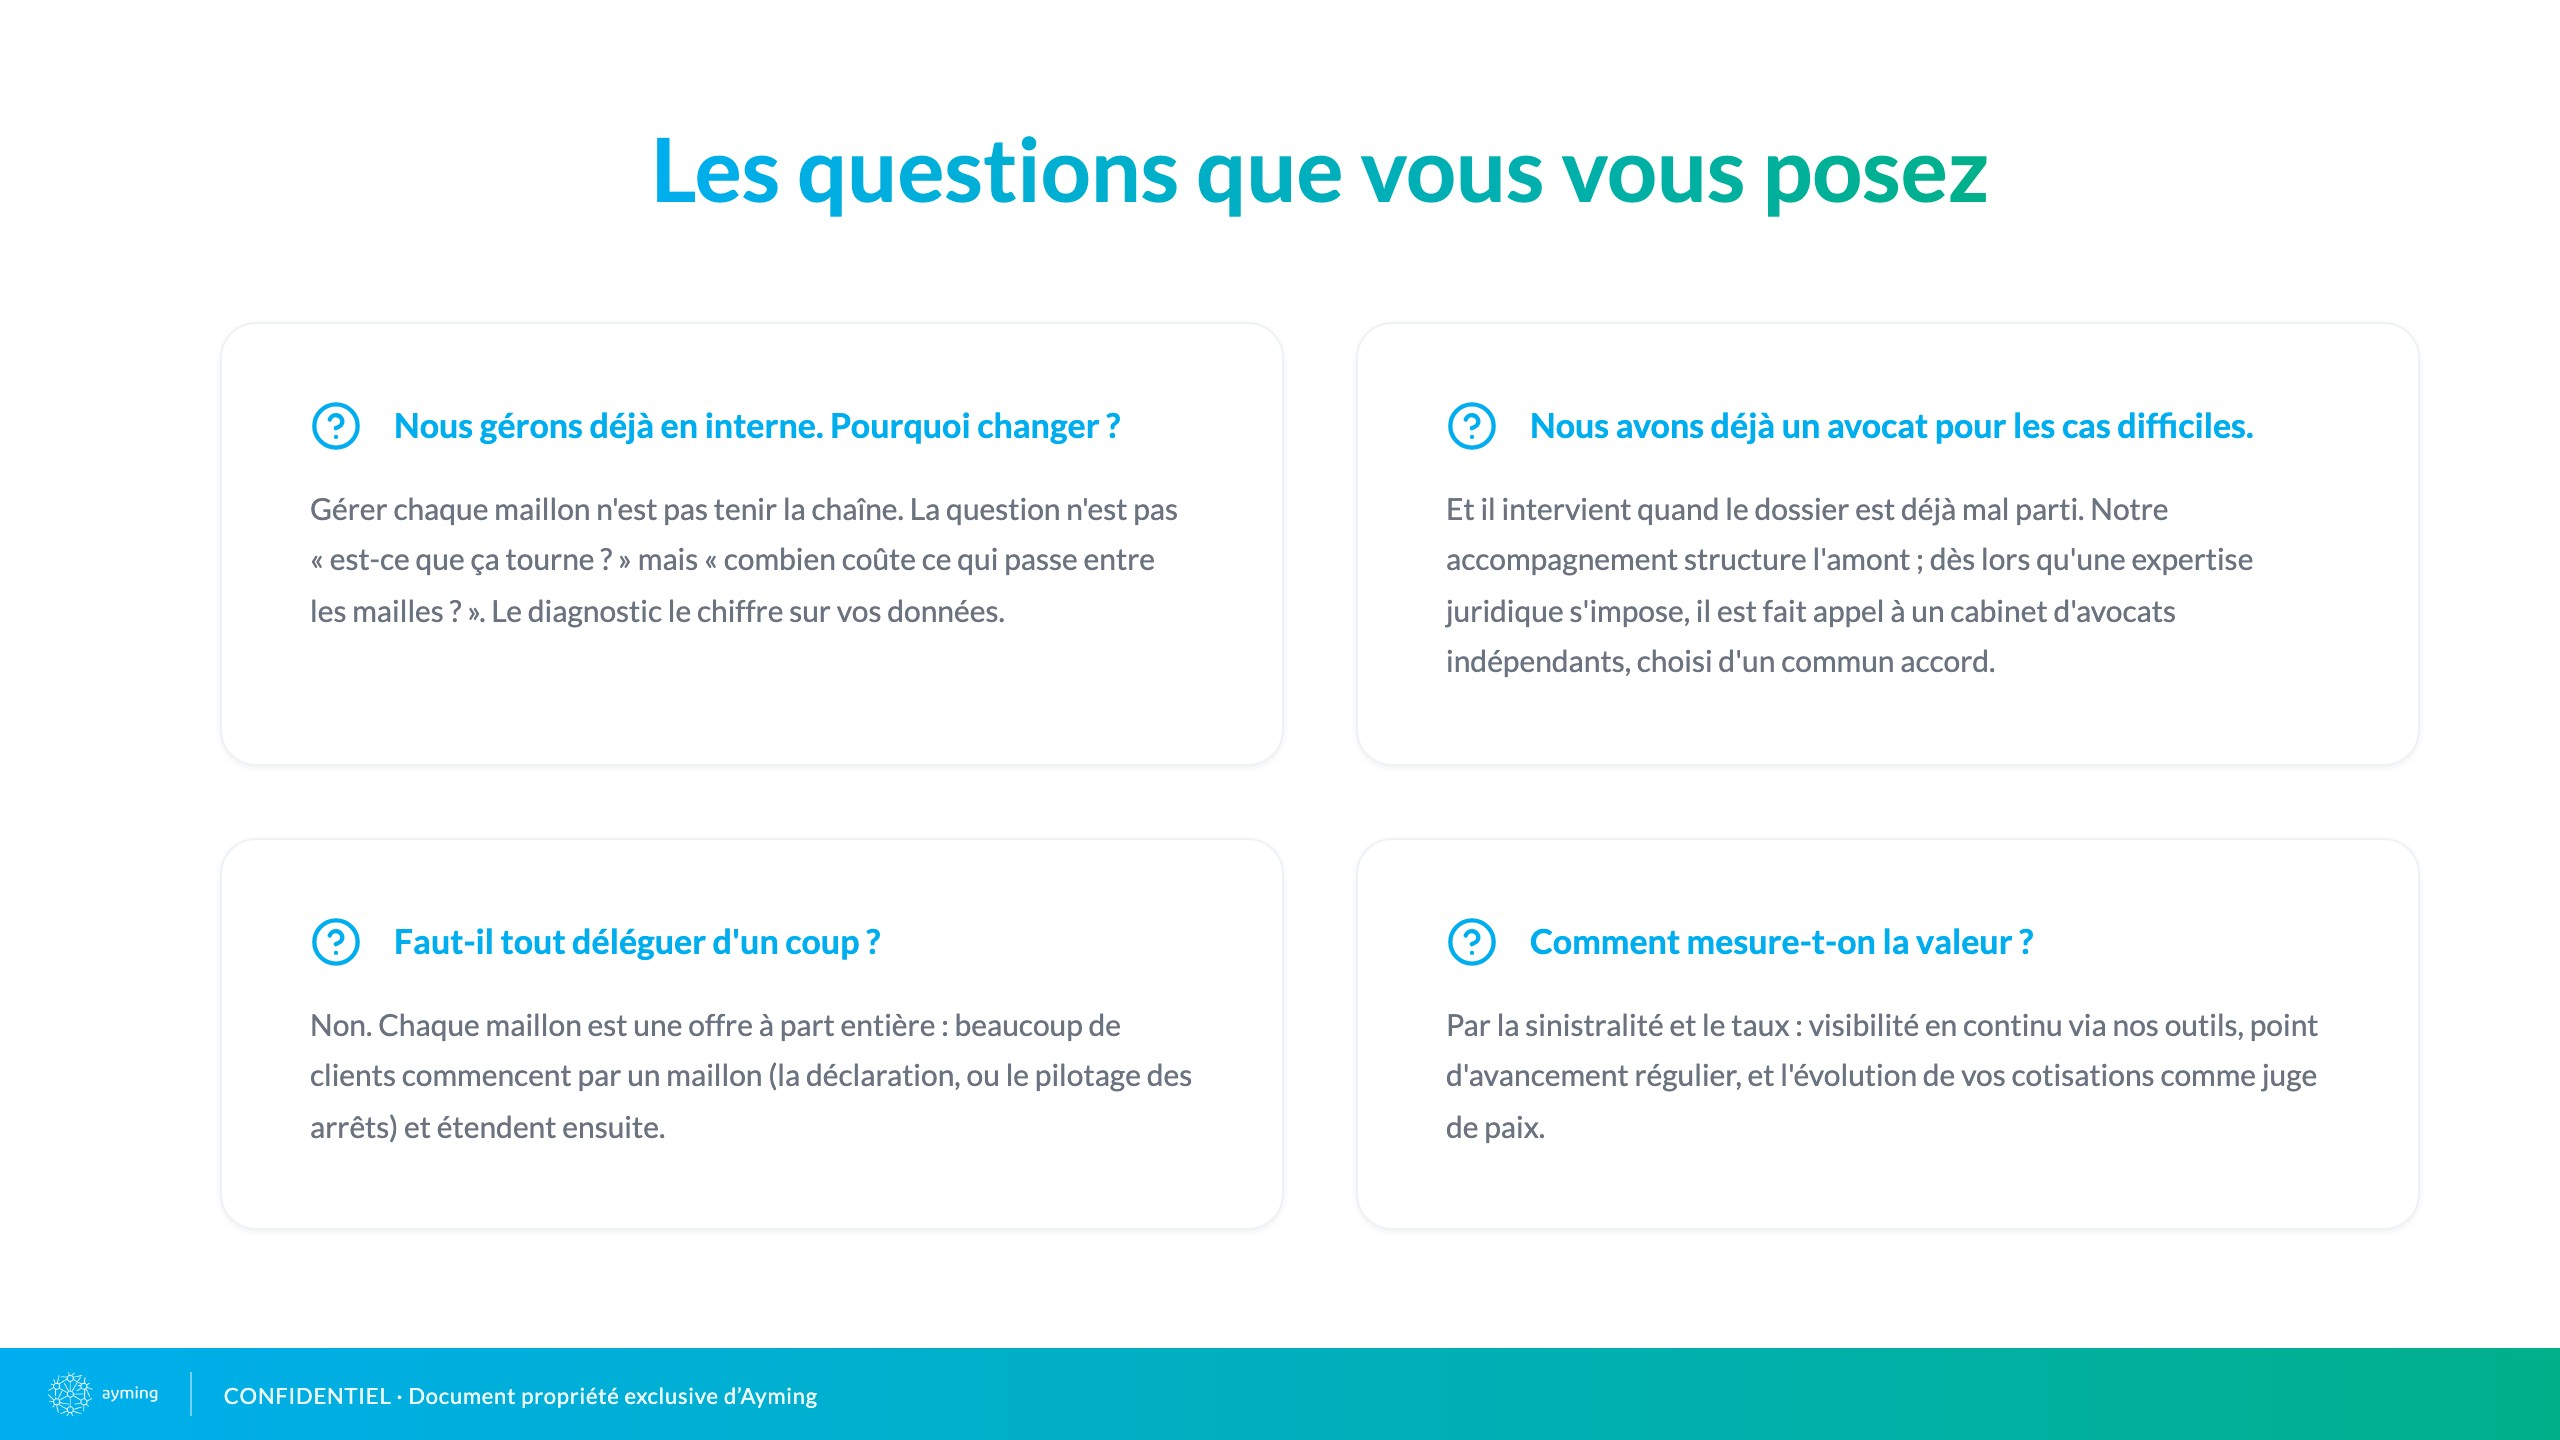 Les questions que vous vous posez
Nous gérons déjà en interne. Pourquoi changer ?
Gérer chaque maillon n'est pas tenir la chaîne. La question n'est pas
« est-ce que ça tourne ? » mais « combien coûte ce qui passe entre
les mailles ? ». Le diagnostic le chiffre sur vos données.
Nous avons déjà un avocat pour les cas difficiles.
Et il intervient quand le dossier est déjà mal parti. Notre
accompagnement structure l'amont ; dès lors qu'une expertise
juridique s'impose, il est fait appel à un cabinet d'avocats
indépendants, choisi d'un commun accord.
Faut-il tout déléguer d'un coup ?
Non. Chaque maillon est une offre à part entière : beaucoup de
clients commencent par un maillon (la déclaration, ou le pilotage des
arrêts) et étendent ensuite.
Comment mesure-t-on la valeur ?
Par la sinistralité et le taux : visibilité en continu via nos outils, point
d'avancement régulier, et l'évolution de vos cotisations comme juge
de paix.
ayming
CONFIDENTIEL · Document propriété exclusive d’Ayming